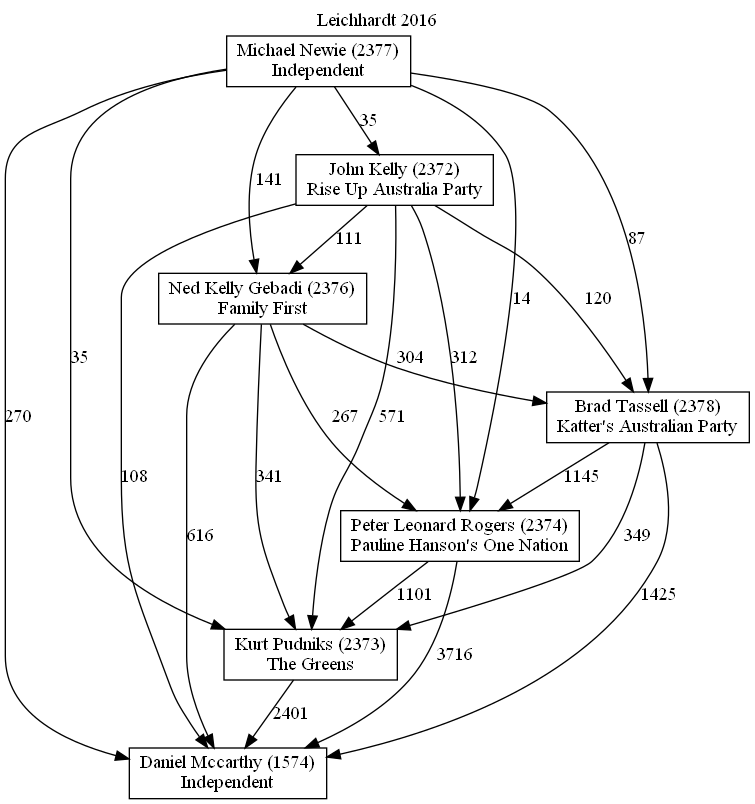 Leichhardt 2016
Michael Newie (2377)
Independent
35
John Kelly (2372)
Rise Up Australia Party
141
111
87
14
120
Ned Kelly Gebadi (2376)
Family First
35
304
312
270
267
571
Brad Tassell (2378)
Katter's Australian Party
108
341
1145
616
Peter Leonard Rogers (2374)
Pauline Hanson's One Nation
349
1101
1425
Kurt Pudniks (2373)
The Greens
3716
2401
Daniel Mccarthy (1574)
Independent